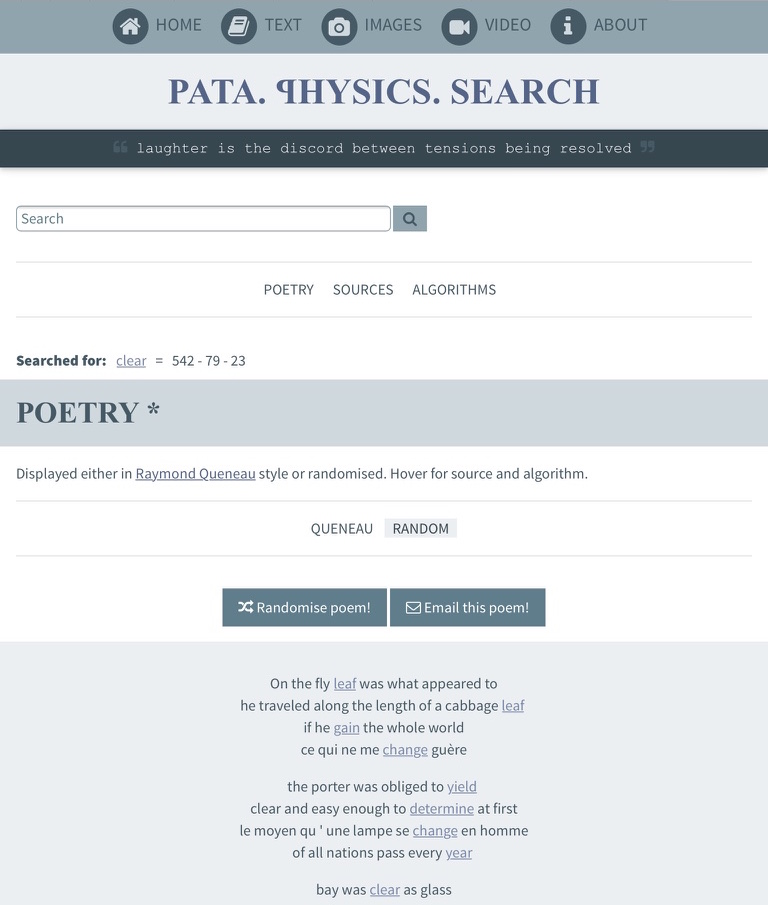 HOME TEXT IMAGES VIDEO ABOUT
PATA. ꟼHYSICS. SEARCH
“ laughter is the discord between tensions being resolved ”
Search
POETRY SOURCES ALGORITHMS
Searched for: clear = 542 - 79 - 23
POETRY *
Displayed either in Raymond Queneau style or randomised. Hover for source and algorithm.
QUENEAU RANDOM
Randomise poem! Email this poem!
On the fly leaf was what appeared to
he traveled along the length of a cabbage leaf
if he gain the whole world
ce qui ne me change guère
the porter was obliged to yield
clear and easy enough to determine at first
le moyen qu ' une lampe se change en homme
of all nations pass every year
bay was clear as glass